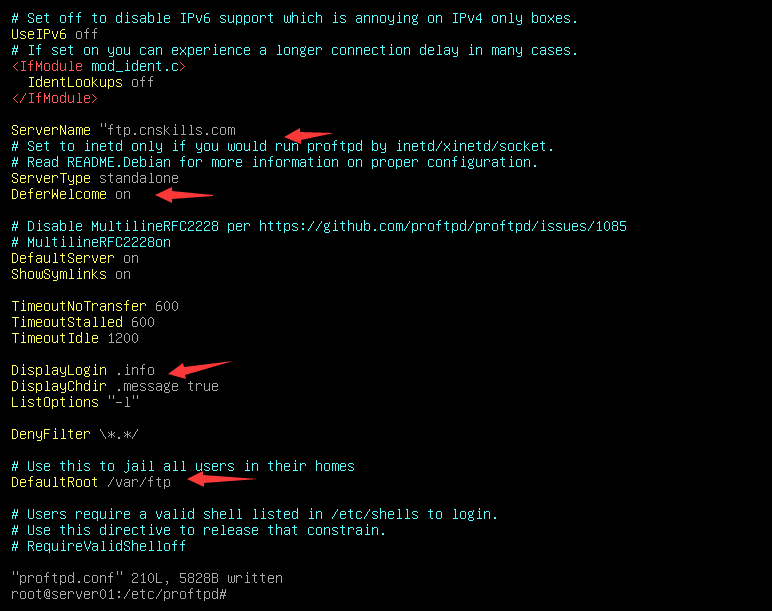 # Set off to disable IPv6 support which is annoying on IPv4 only boxes.
UseIPv6 off
# If set on you can experience a longer connection delay in many cases.
<IfModule mod_ident.c>
  IdentLookups off
</IfModule>
ServerName "ftp.cnskills.com
# Set to inetd only if you would run proftpd by inetd/xinetd/socket.
# Read README.Debian for more information on proper configuration.
ServerType standalone
DeferWelcome on
# Disable MultilineRFC2228 per https://github.com/proftpd/proftpd/issues/1085
# MultilineRFC2228on
DefaultServer on
ShowSymlinks on
TimeoutNoTransfer 600
TimeoutStalled 600
TimeoutIdle 1200
DisplayLogin .info
DisplayChdir .message true
ListOptions "-l"
DenyFilter \*.*/
# Use this to jail all users in their homes
DefaultRoot /var/ftp
# Users require a valid shell listed in /etc/shells to login.
# Use this directive to release that constrain.
# RequireValidShelloff
"proftpd.conf" 210L, 5828B written
root@server01:/etc/proftpd#